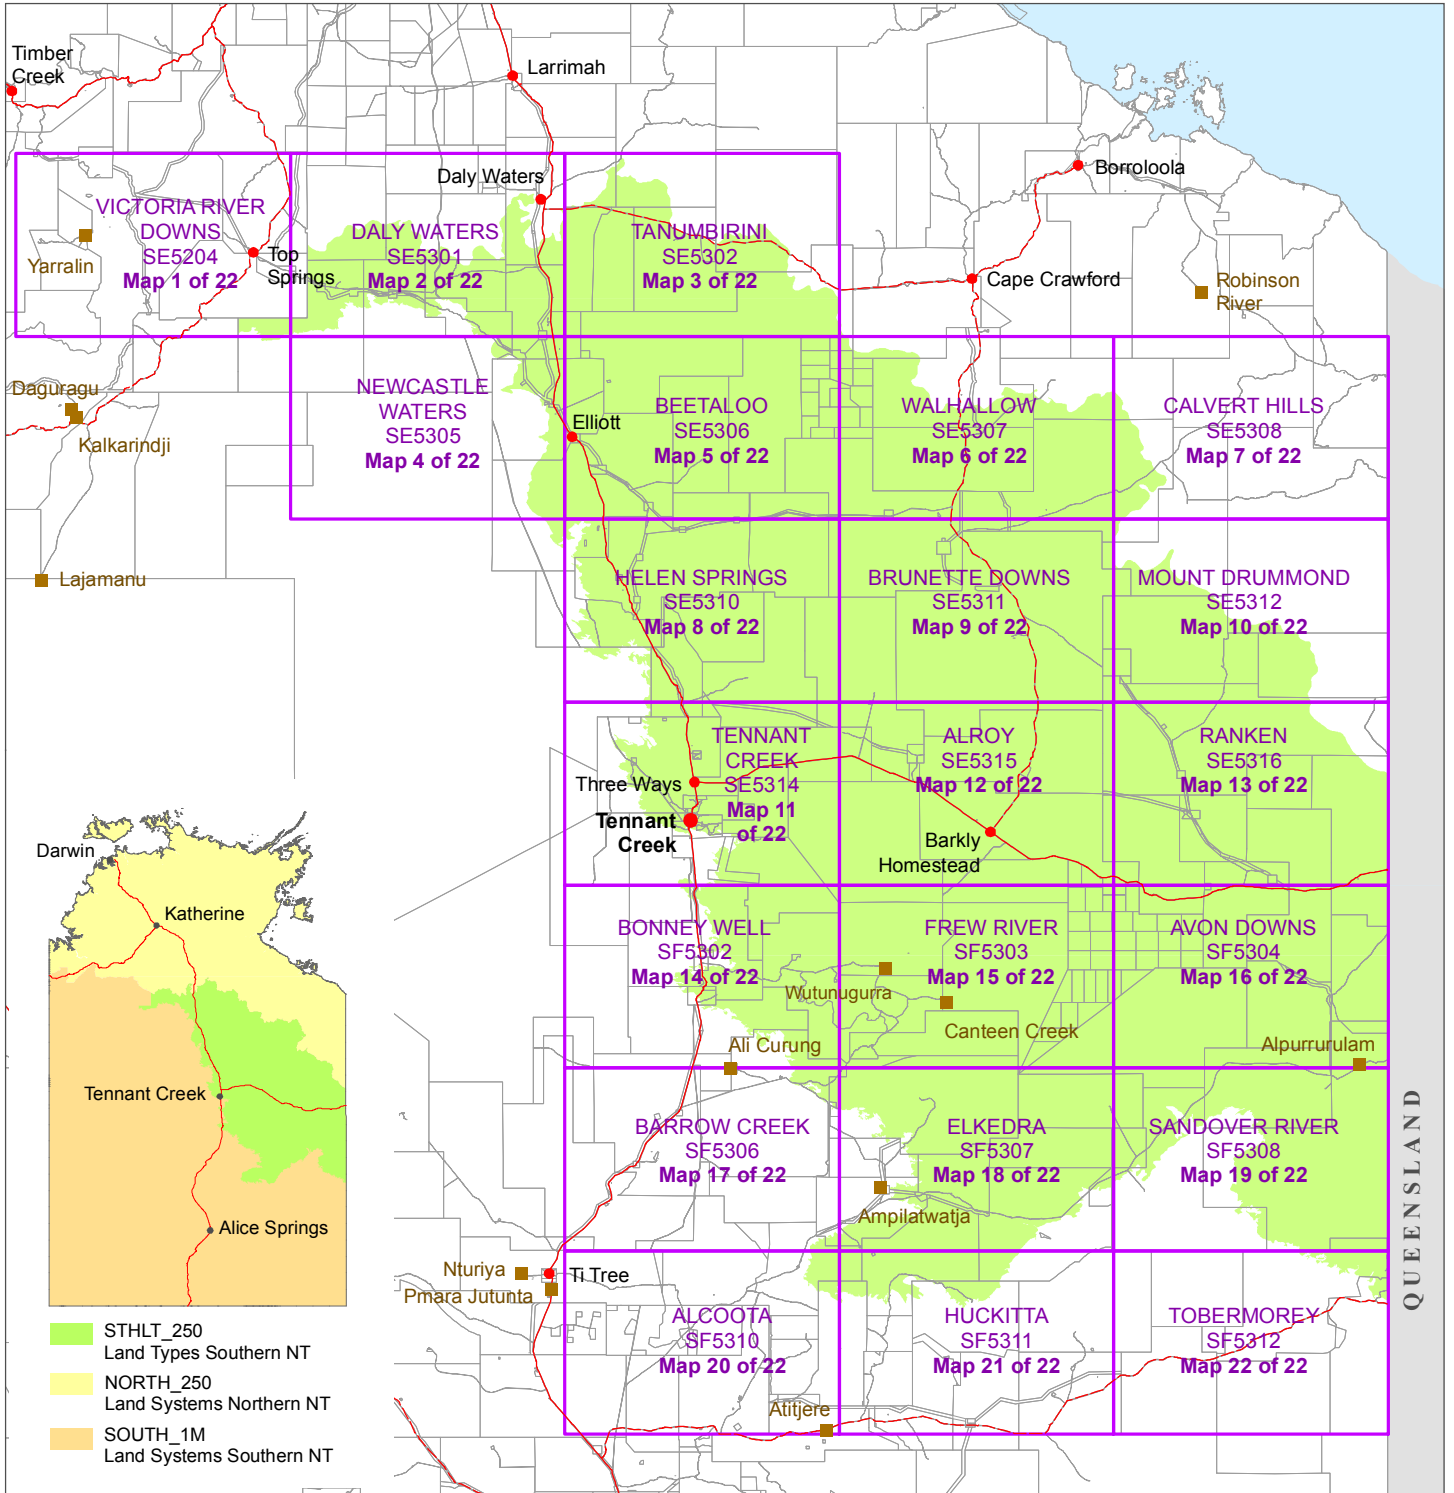 Timber
Creek
Larrimah
Borroloola
Daly Waters
VICTORIA RIVER
DOWNS
SE5204
Map 1 of 22
Yarralin
Top
Springs
DALY WATERS
SE5301
Map 2 of 22
TANUMBIRINI
SE5302
Map 3 of 22
Cape Crawford
Robinson
River
Daguragu
Kalkarindji
NEWCASTLE
WATERS
SE5305
Map 4 of 22
Elliott
BEETALOO
SE5306
Map 5 of 22
WALHALLOW
SE5307
Map 6 of 22
CALVERT HILLS
SE5308
Map 7 of 22
Lajamanu
HELEN SPRINGS
SE5310
Map 8 of 22
BRUNETTE DOWNS
SE5311
Map 9 of 22
MOUNT DRUMMOND
SE5312
Map 10 of 22
Three Ways
Tennant
Creek
TENNANT
CREEK
SE5314
Map 11
of 22
ALROY
SE5315
Map 12 of 22
Barkly
Homestead
RANKEN
SE5316
Map 13 of 22
BONNEY WELL
SF5302
Map 14 of 22
Wutunugurra
FREW RIVER
SF5303
Map 15 of 22
Canteen Creek
AVON DOWNS
SF5304
Map 16 of 22
Ali Curung
Alpurrurulam
BARROW CREEK
SF5306
Map 17 of 22
ELKEDRA
SF5307
Map 18 of 22
Ampilatwatja
SANDOVER RIVER
SF5308
Map 19 of 22
QUEENSLAND
Nturiya
Ti Tree
Pmara Jutunta
ALCOOTA
SF5310
Map 20 of 22
HUCKITTA
SF5311
Map 21 of 22
TOBERMOREY
SF5312
Map 22 of 22
Atitjere
Darwin
Katherine
Tennant Creek
Alice Springs
STHLT_250
Land Types Southern NT
NORTH_250
Land Systems Northern NT
SOUTH_1M
Land Systems Southern NT